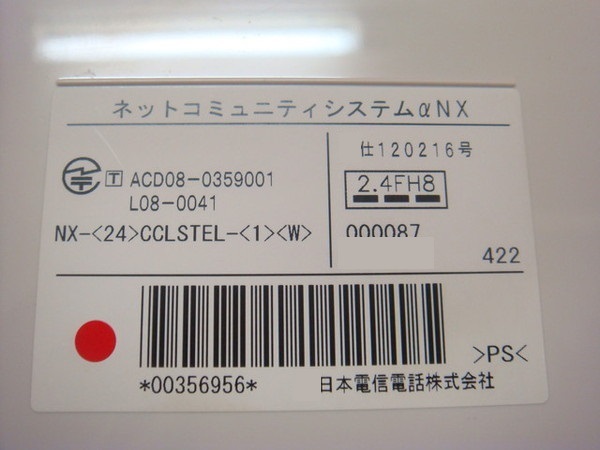 ネットコミュニティシステムαNX
仕120216号
T ACD08-0359001
L08-0041
2.4FH8
NX-<24>CCLSTEL-<1><W>
000087
422
*00356956*
日本電信電話株式会社
>PS<